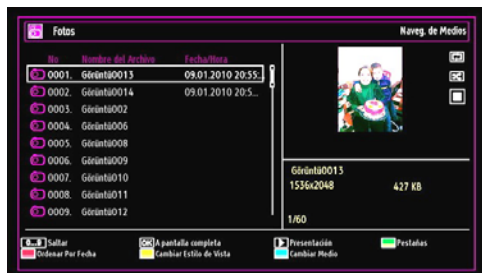 Fotos Naveg. de Medios
No Nombre del Archivo Fecha/Hora
0001. Görüntü0013 09.01.2010 20:55:.
0002. Görüntü0014 09.01.2010 20:5...
0003. Görüntü002
0004. Görüntü006
0005. Görüntü008
0006. Görüntü009
0007. Görüntü010
0008. Görüntü011
0009. Görüntü012
Görüntü0013
1536x2048 427 KB
1/60
0...9 Saltar OK A pantalla completa Presentación Pestañas
Ordenar Por Fecha Cambiar Estilo de Vista Cambiar Medio